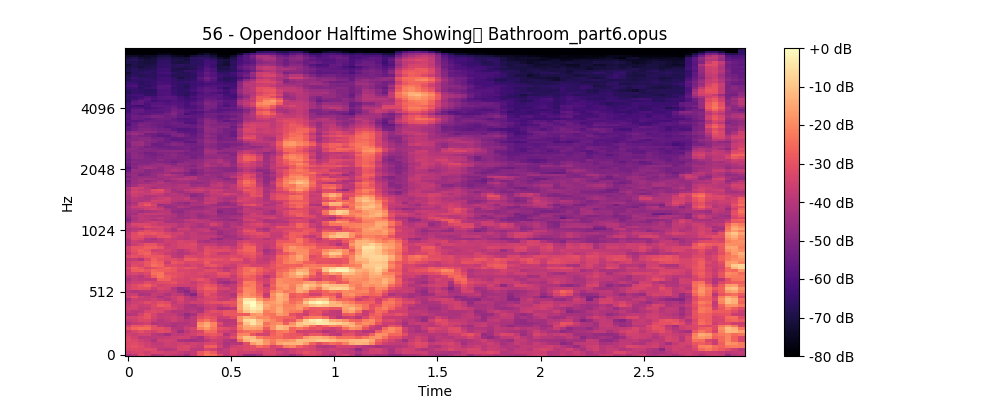 56 - Opendoor Halftime Showing Bathroom_part6.opus
+0 dB
-10 dB
-20 dB
-30 dB
-40 dB
-50 dB
-60 dB
-70 dB
-80 dB
Hz
4096
2048
1024
512
0
0 0.5 1 1.5 2 2.5
Time